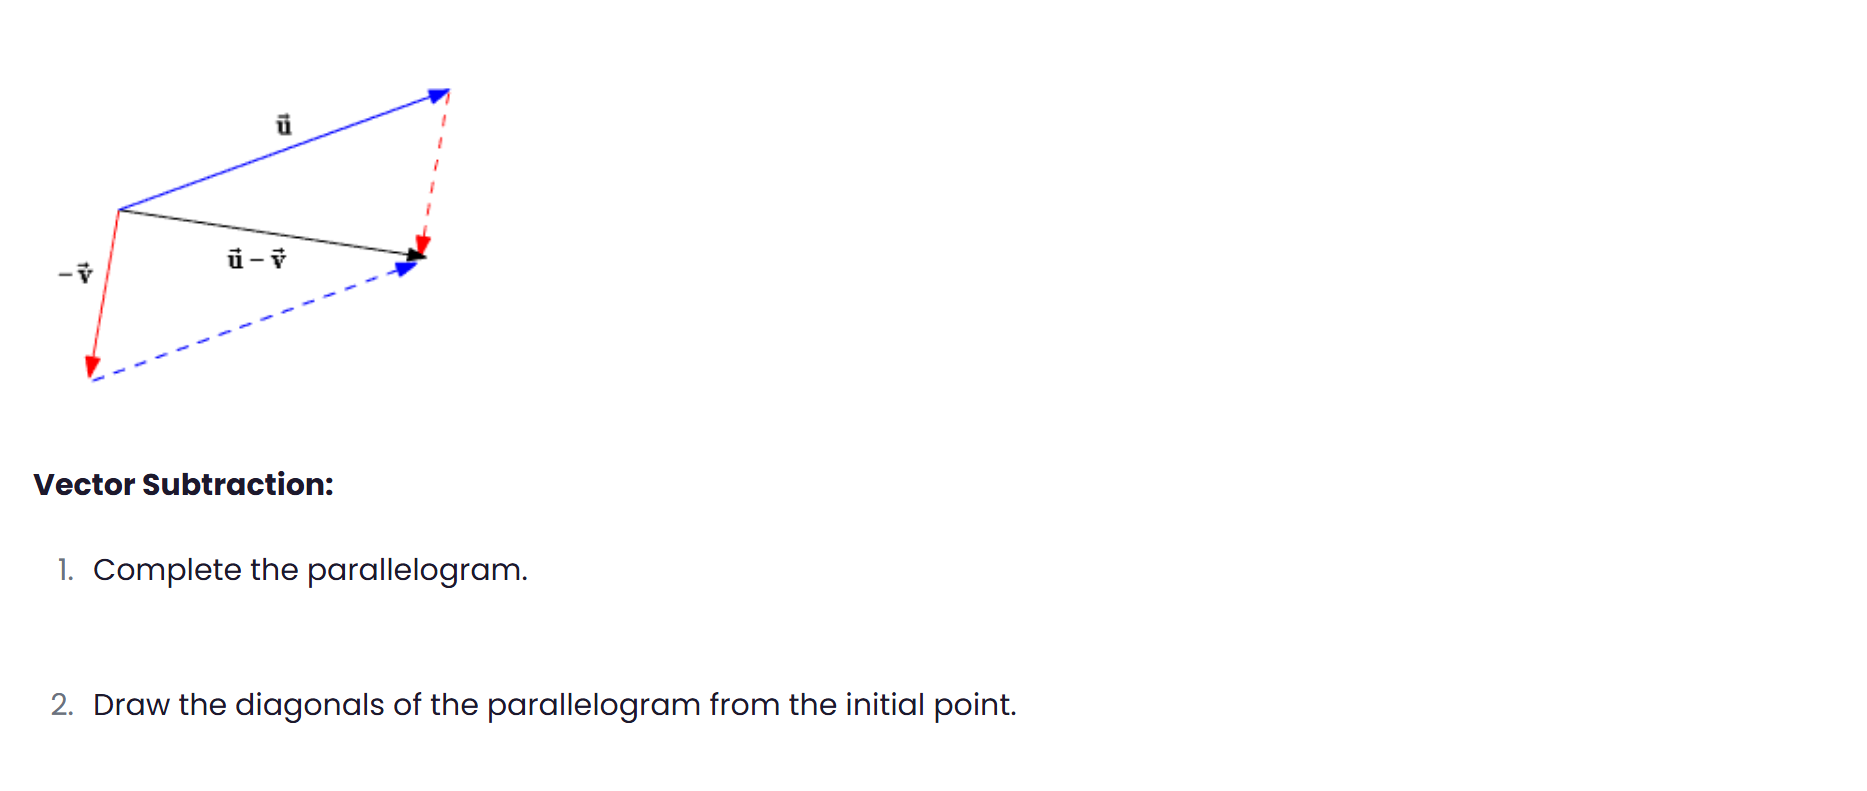 u⃗
u⃗ – v⃗
–v⃗
Vector Subtraction:
1. Complete the parallelogram.
2. Draw the diagonals of the parallelogram from the initial point.